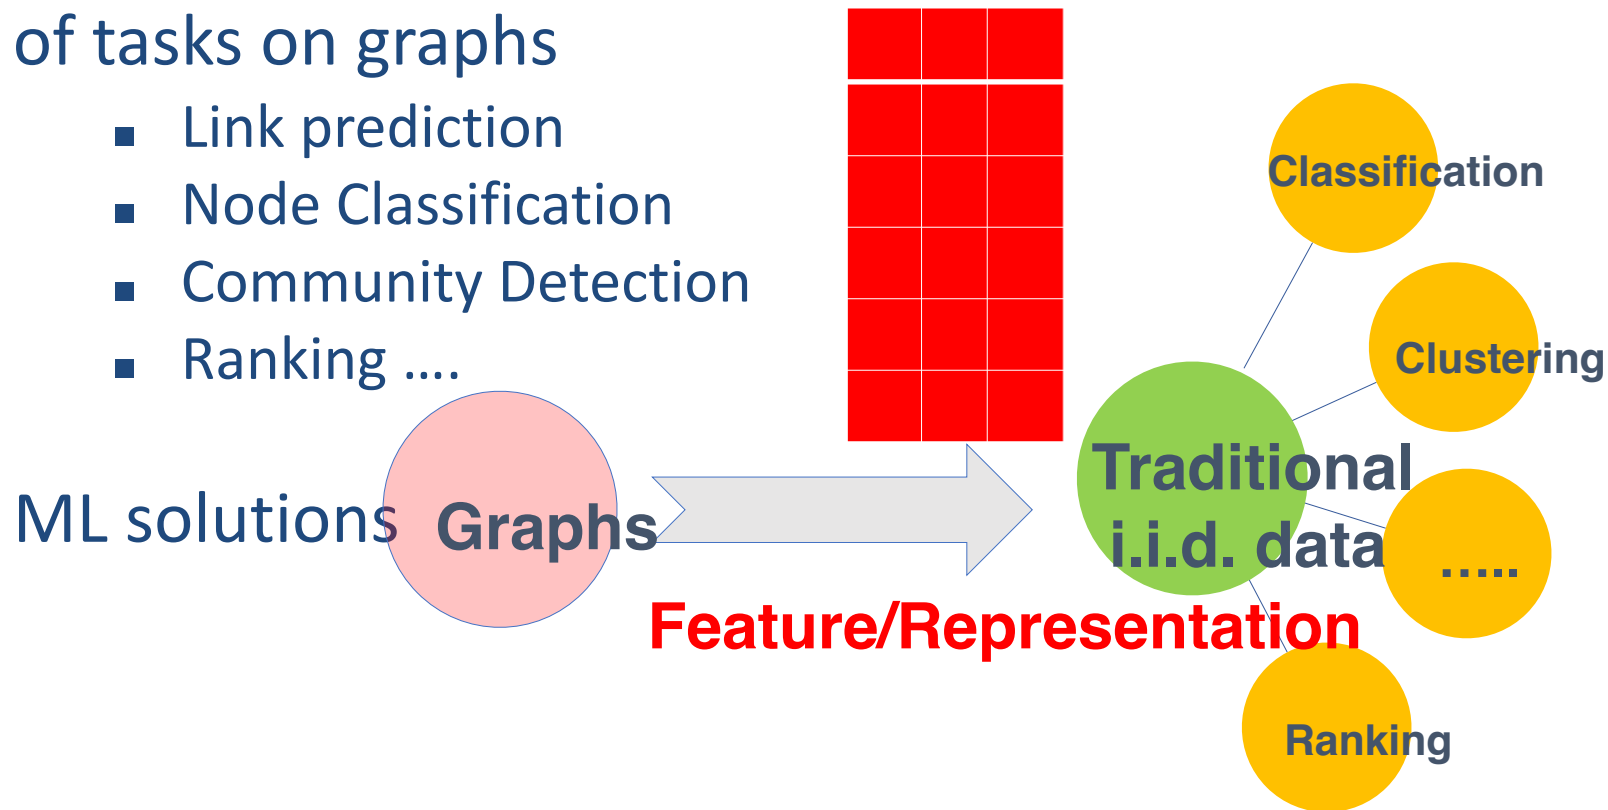 of tasks on graphs
▪ Link prediction
▪ Node Classification
▪ Community Detection
▪ Ranking ....
ML solutions
Graphs
Feature/Representation
Traditional
i.i.d. data
Classification
Clustering
.....
Ranking